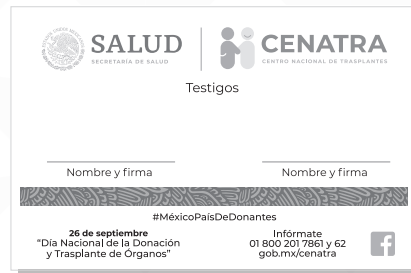 SALUD
SECRETARÍA DE SALUD
CENATRA
CENTRO NACIONAL DE TRASPLANTES
Testigos
Nombre y firma
Nombre y firma
#MéxicoPaísDeDonantes
26 de septiembre
"Día Nacional de la Donación
y Trasplante de Órganos"
Infórmate
01 800 201 7861 y 62
gob.mx/cenatra